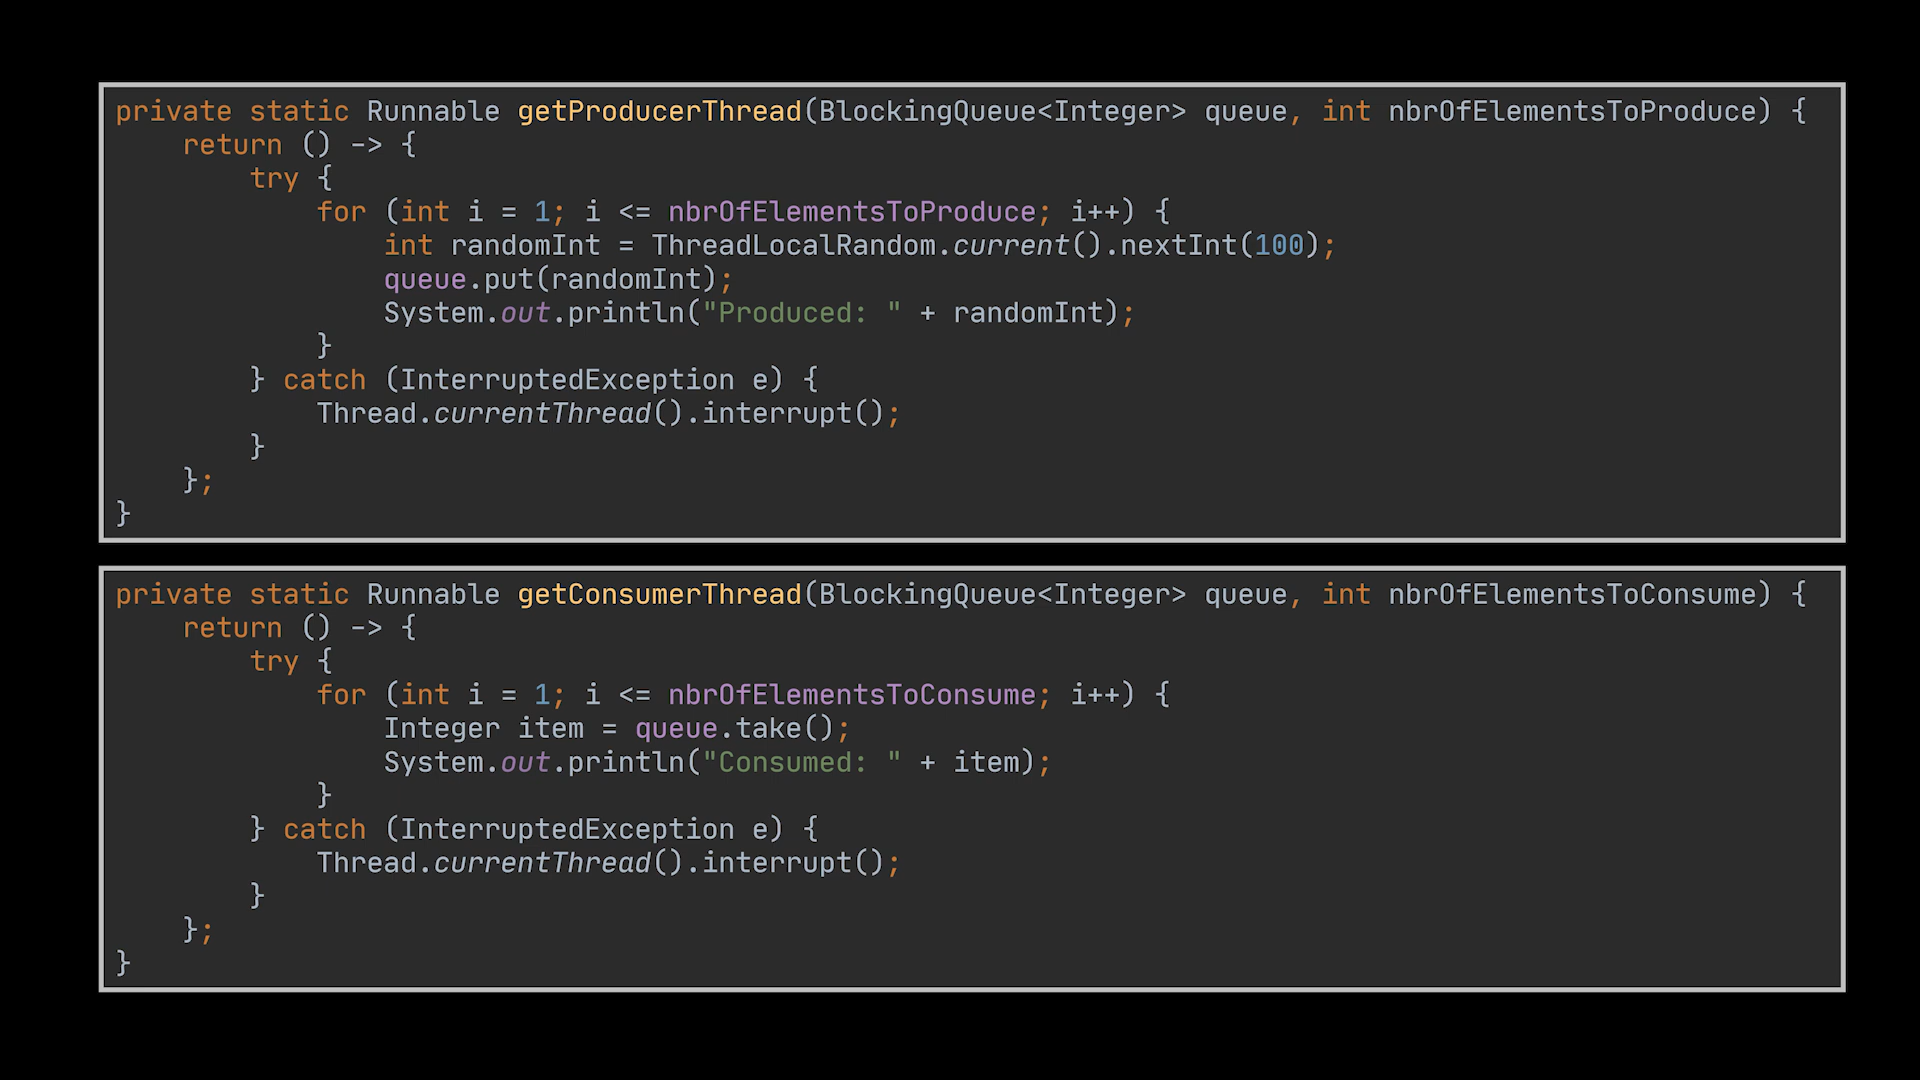 private static Runnable getProducerThread(BlockingQueue<Integer> queue, int nbrOfElementsToProduce) {
    return () -> {
        try {
            for (int i = 1; i <= nbrOfElementsToProduce; i++) {
                int randomInt = ThreadLocalRandom.current().nextInt(100);
                queue.put(randomInt);
                System.out.println("Produced: " + randomInt);
            }
        } catch (InterruptedException e) {
            Thread.currentThread().interrupt();
        }
    };
}
private static Runnable getConsumerThread(BlockingQueue<Integer> queue, int nbrOfElementsToConsume) {
    return () -> {
        try {
            for (int i = 1; i <= nbrOfElementsToConsume; i++) {
                Integer item = queue.take();
                System.out.println("Consumed: " + item);
            }
        } catch (InterruptedException e) {
            Thread.currentThread().interrupt();
        }
    };
}